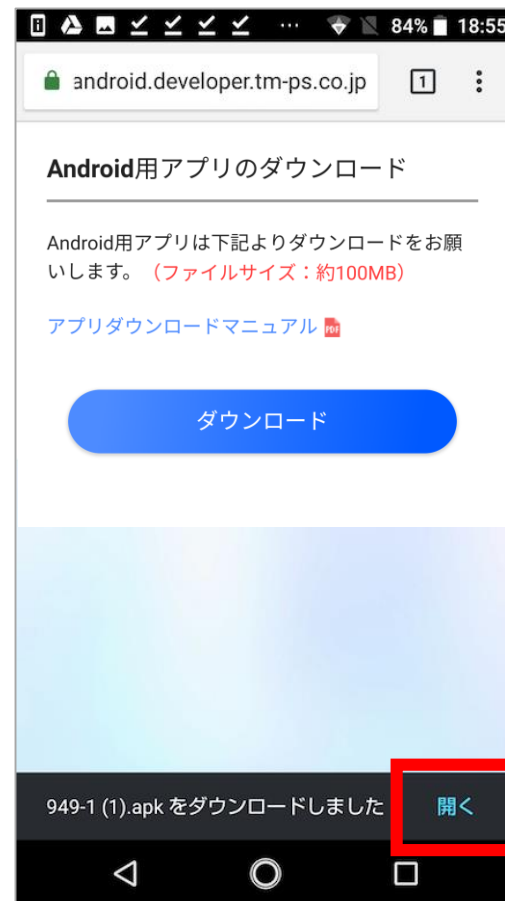 84% 18:55
android.developer.tm-ps.co.jp 1
Android用アプリのダウンロード
Android用アプリは下記よりダウンロードをお願
いします。（ファイルサイズ：約100MB）
アプリダウンロードマニュアル PDF
ダウンロード
949-1 (1).apk をダウンロードしました 開く